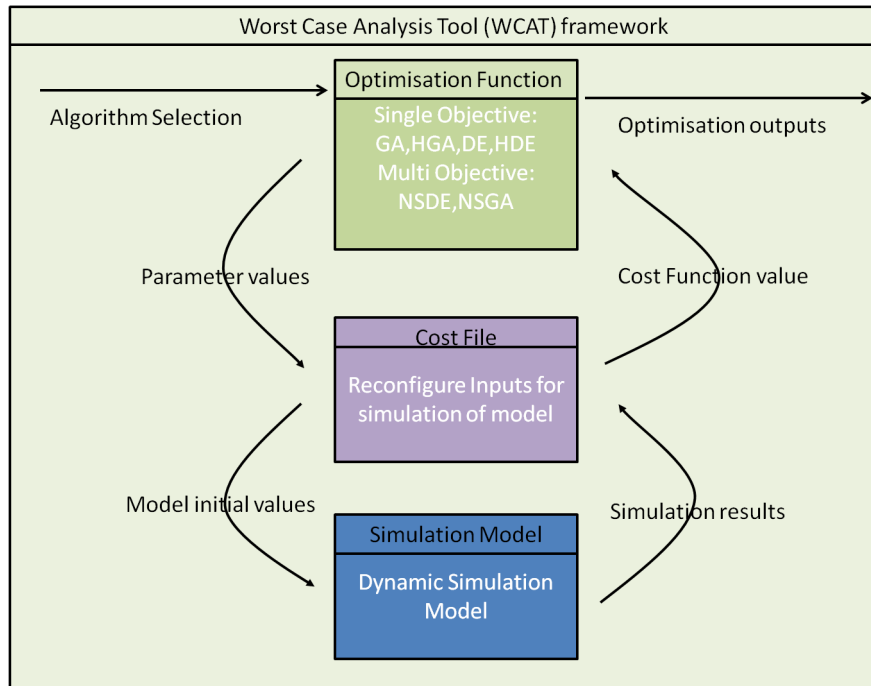 Worst Case Analysis Tool (WCAT) framework
Optimisation Function
Algorithm Selection
Single Objective:
GA,HGA,DE,HDE
Multi Objective:
NSDE,NSGA
Optimisation outputs
Parameter values
Cost Function value
Cost File
Reconfigure Inputs for
simulation of model
Model initial values
Simulation results
Simulation Model
Dynamic Simulation
Model